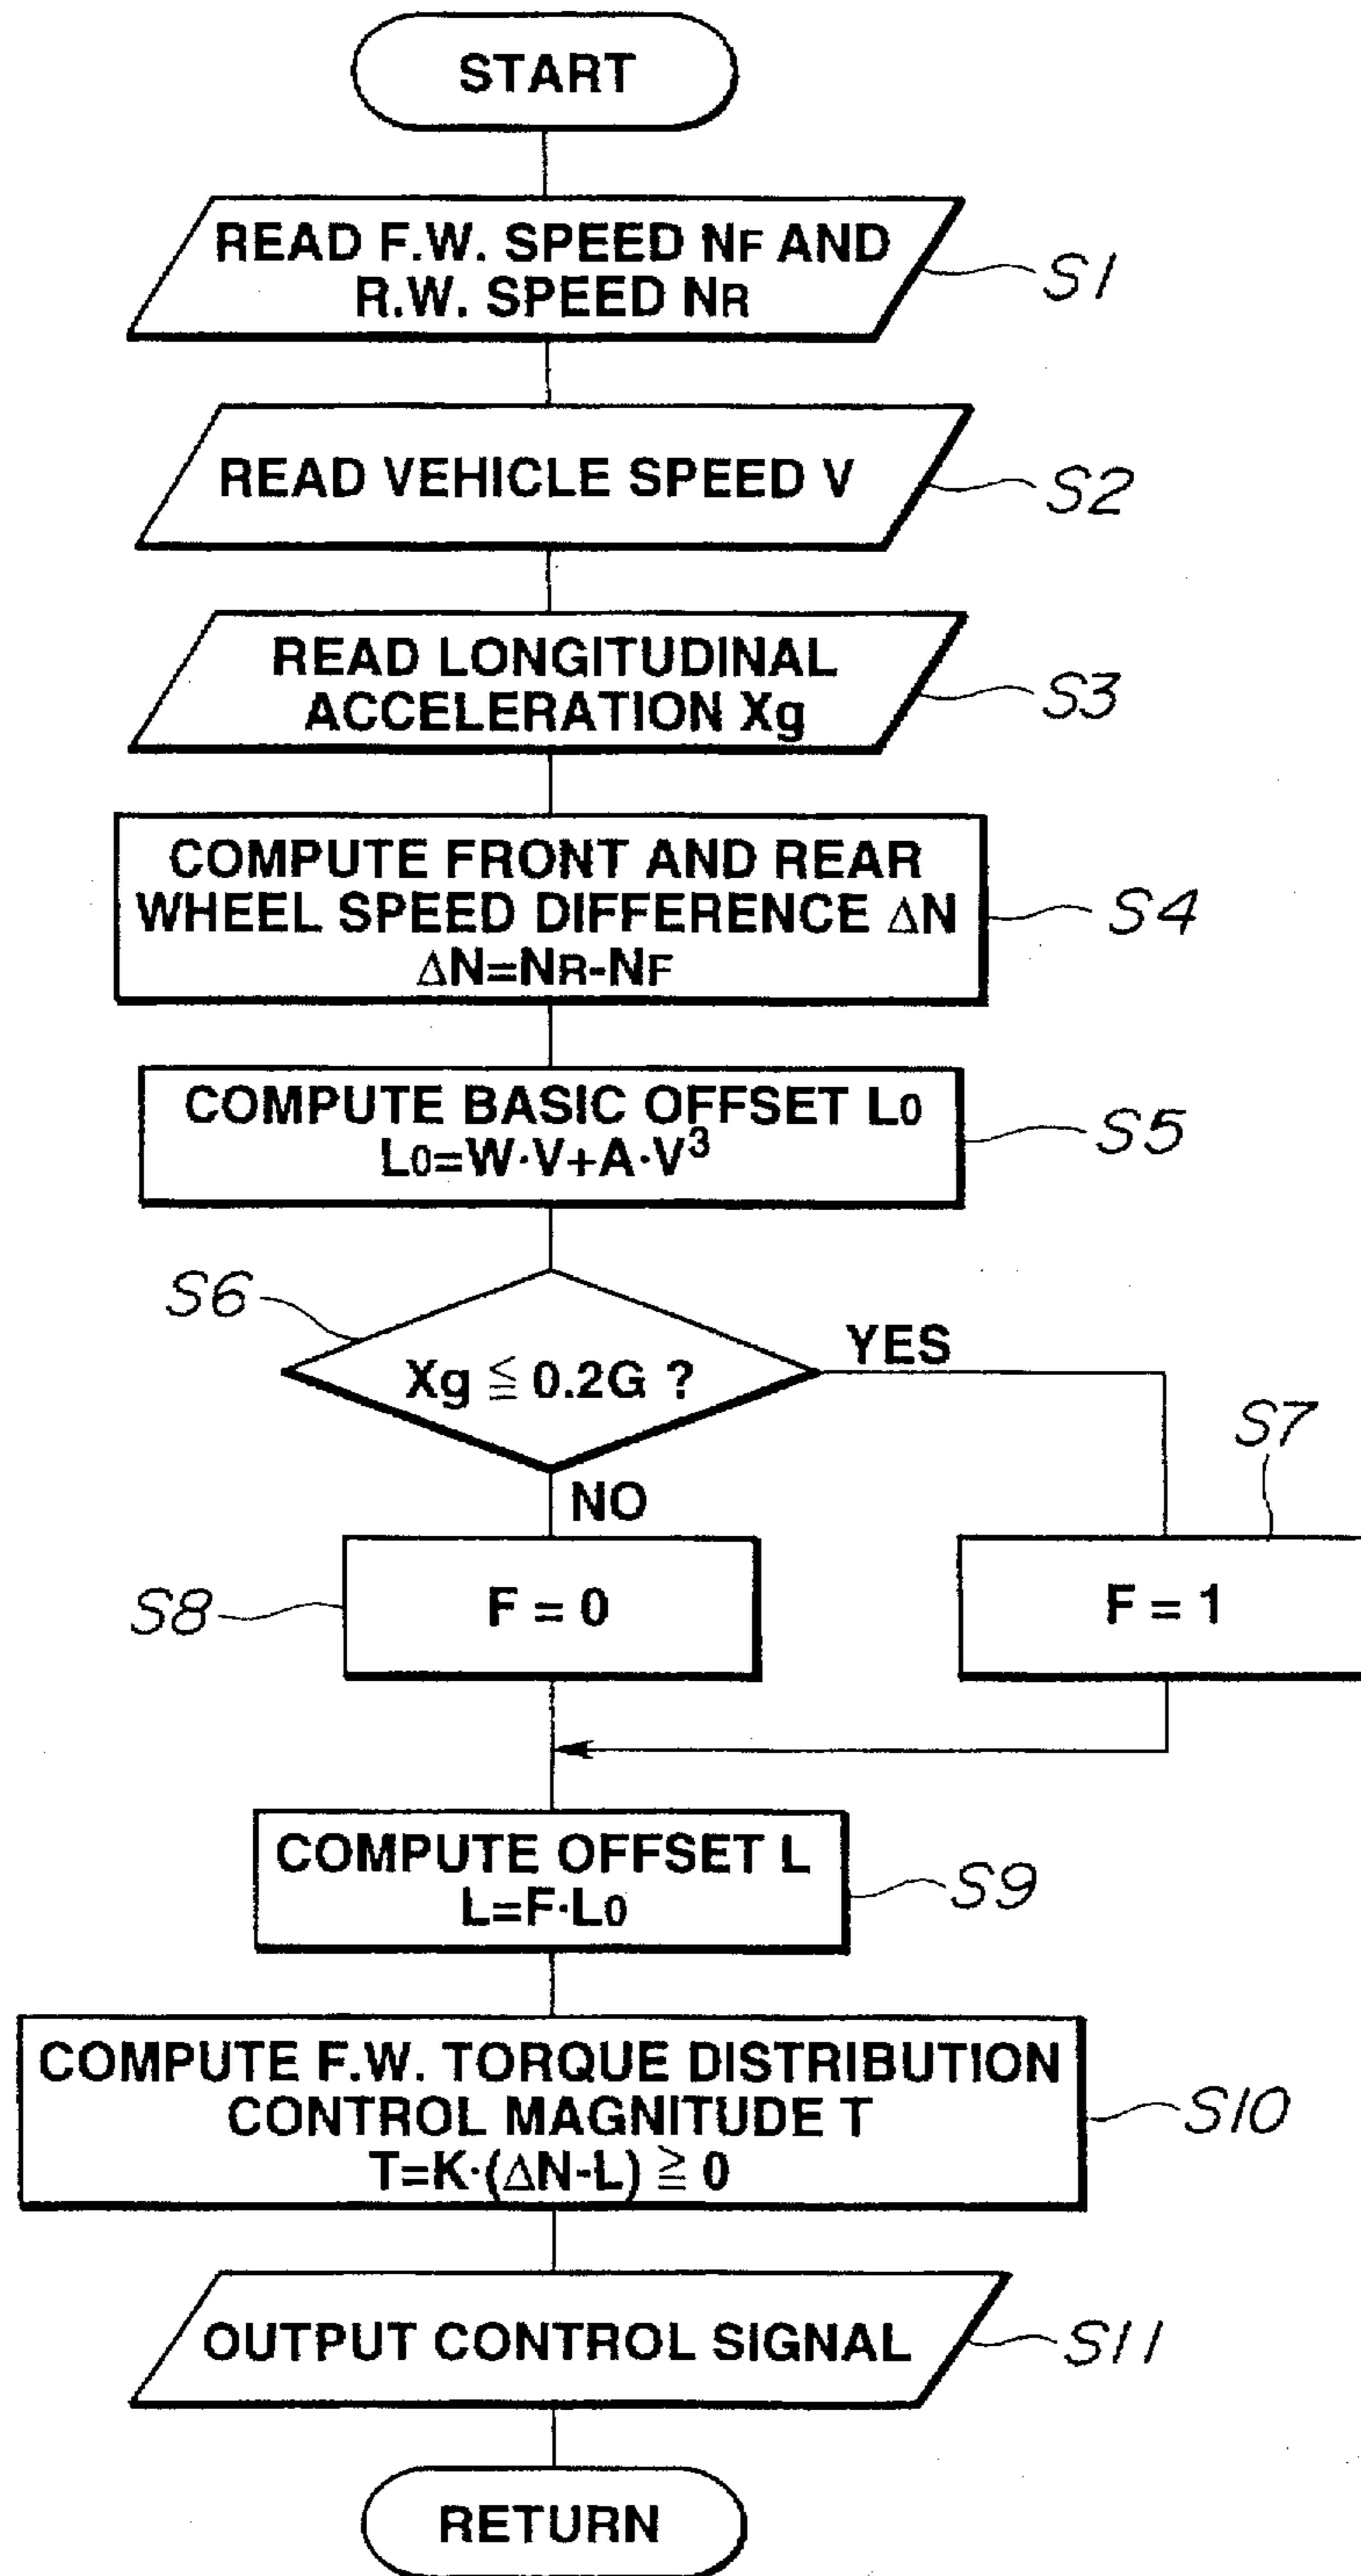 START
READ F.W. SPEED NF AND
R.W. SPEED NR
S1
READ VEHICLE SPEED V
S2
READ LONGITUDINAL
ACCELERATION Xg
S3
COMPUTE FRONT AND REAR
WHEEL SPEED DIFFERENCE ΔN
ΔN=NR-NF
S4
COMPUTE BASIC OFFSET L0
L0=W·V+A·V³
S5
S6
Xg ≦ 0.2G ?
YES
NO
S7
S8
F = 0
F = 1
COMPUTE OFFSET L
L=F·L0
S9
COMPUTE F.W. TORQUE DISTRIBUTION
CONTROL MAGNITUDE T
T=K·(ΔN-L) ≧ 0
S10
OUTPUT CONTROL SIGNAL
S11
RETURN